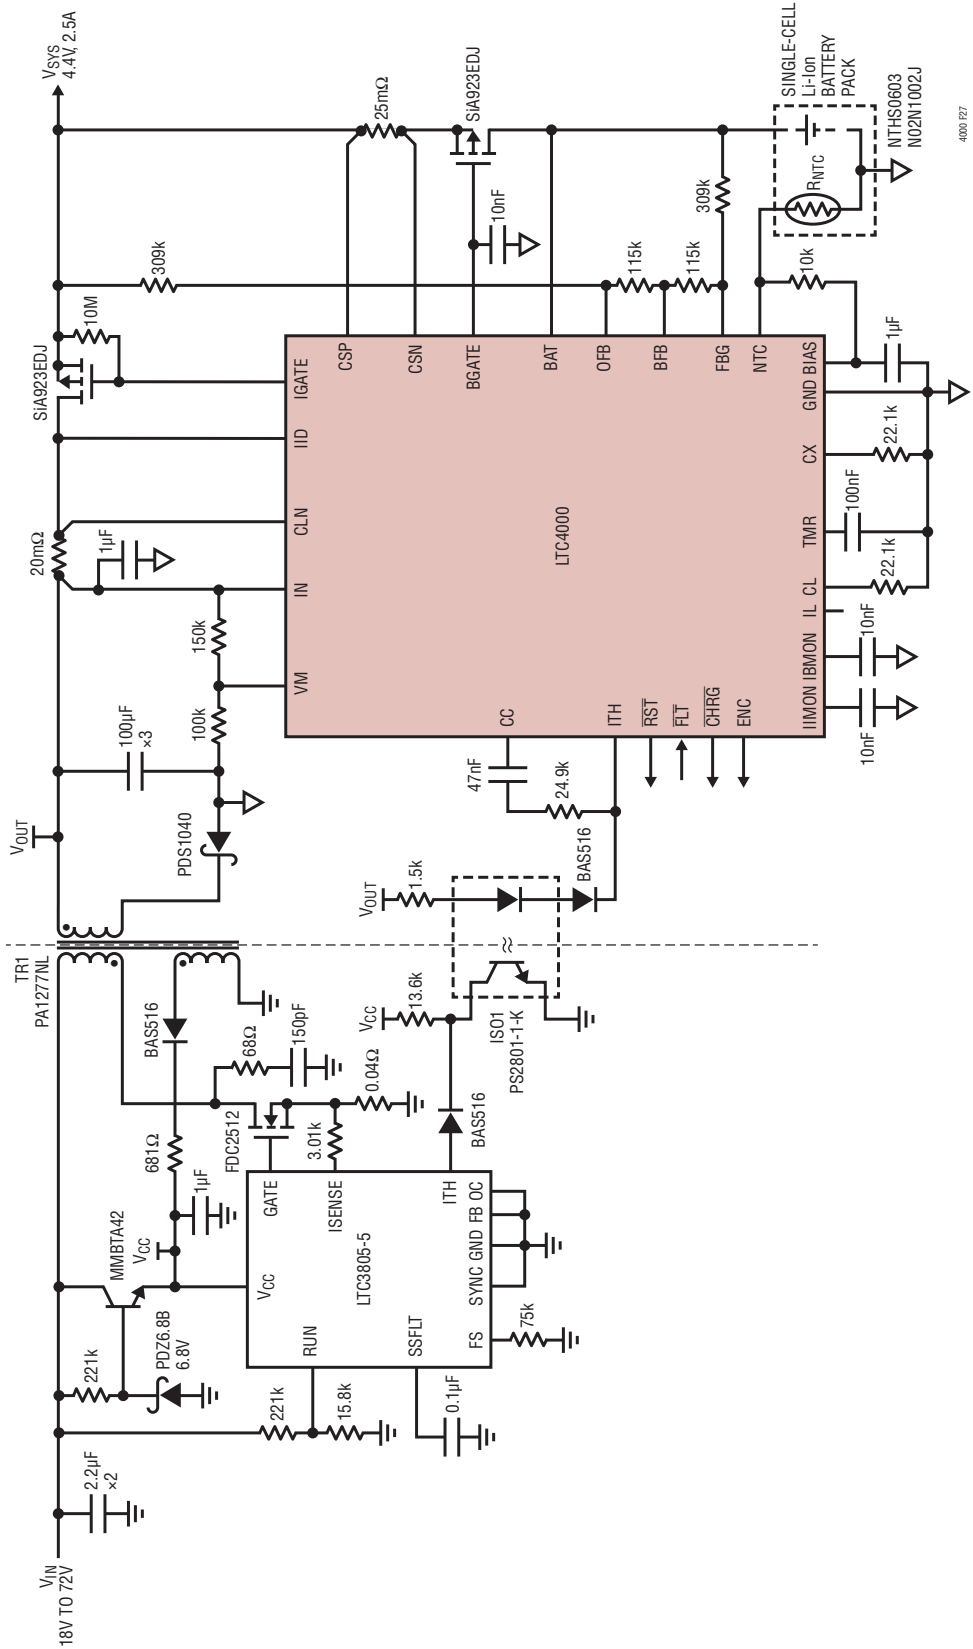 VIN
18V TO 72V
2.2µF
×2
221k
PDZ6.8B
6.8V
MMBTA42
VCC
1µF
681Ω
BAS516
TR1
PA1277NL
VOUT
100µF
×3
PDS1040
100k
150k
1µF
20mΩ
SiA923EDJ
10M
309k
VSYS
4.4V, 2.5A
221k
15.8k
0.1µF
RUN
SSFLT
VCC
LTC3805-5
GATE
ISENSE
ITH
FS
SYNC
GND
FB
OC
75k
FDC2512
3.01k
68Ω
150pF
0.04Ω
BAS516
VCC
13.6k
ISO1
PS2801-1-K
VOUT
1.5k
BAS516
47nF
24.9k
VM
IN
CLN
IID
IGATE
CC
ITH
RST
FLT
CHRG
ENC
LTC4000
CSP
CSN
BGATE
BAT
OFB
BFB
FBG
NTC
IIMON
IBMON
IL
CL
TMR
CX
GND
BIAS
10nF
10nF
22.1k
100nF
22.1k
1µF
25mΩ
SiA923EDJ
10nF
115k
115k
309k
10k
RNTC
SINGLE-CELL
Li-Ion
BATTERY
PACK
NTHS0603
N02N1002J
4000 F27